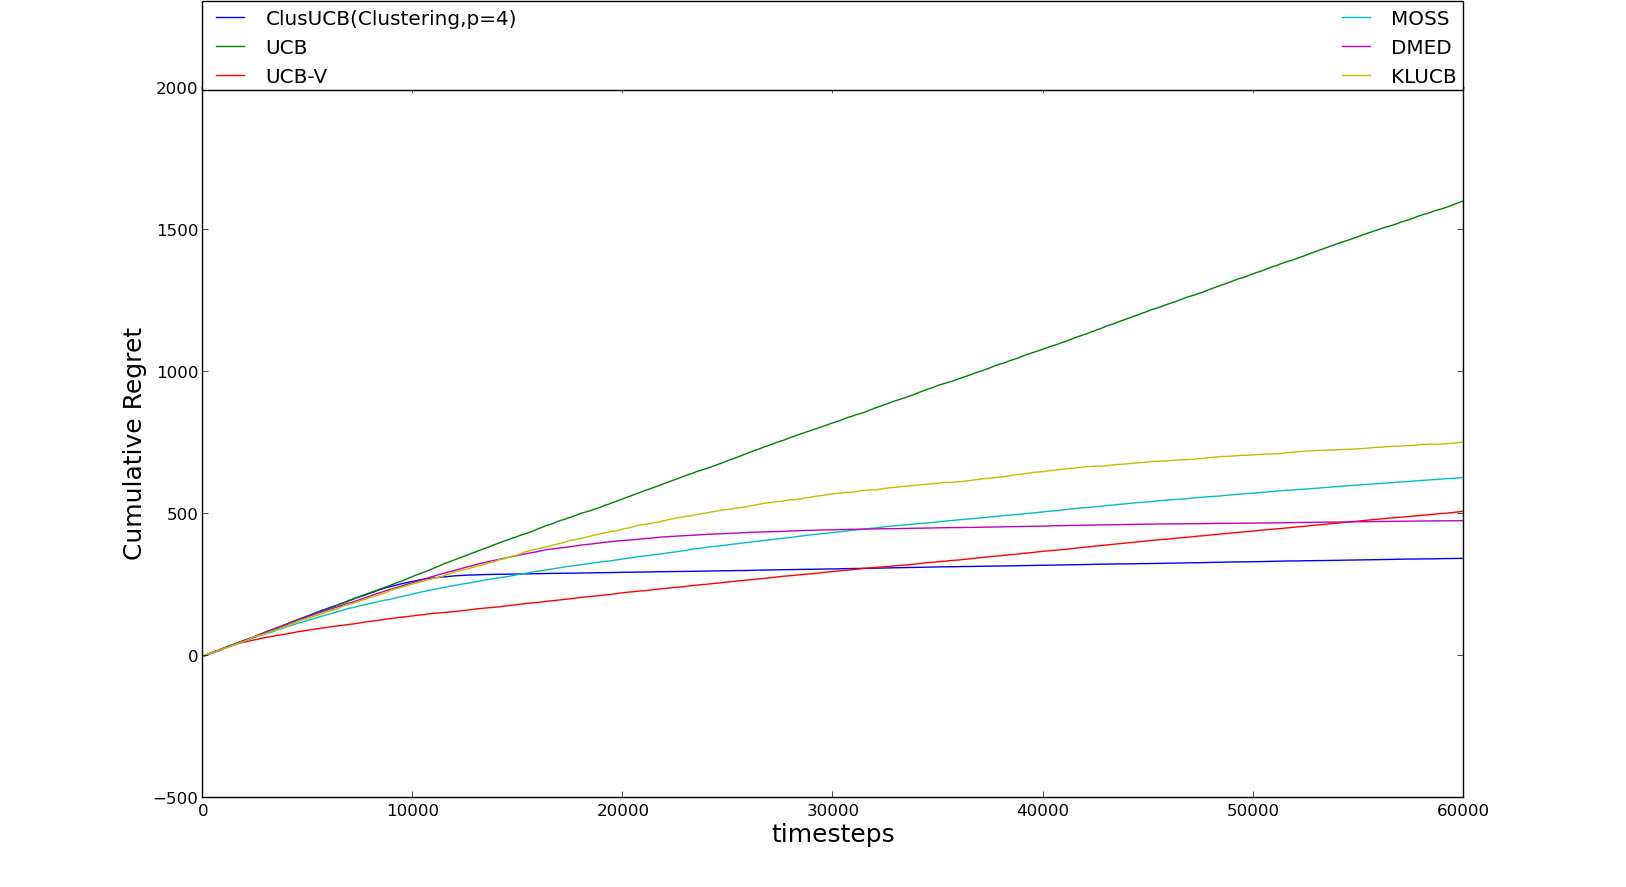 ClusUCB(Clustering,p=4)
UCB
UCB-V
MOSS
DMED
KLUCB
2000
1500
1000
500
0
−500
Cumulative Regret
0 10000 20000 30000 40000 50000 60000
timesteps